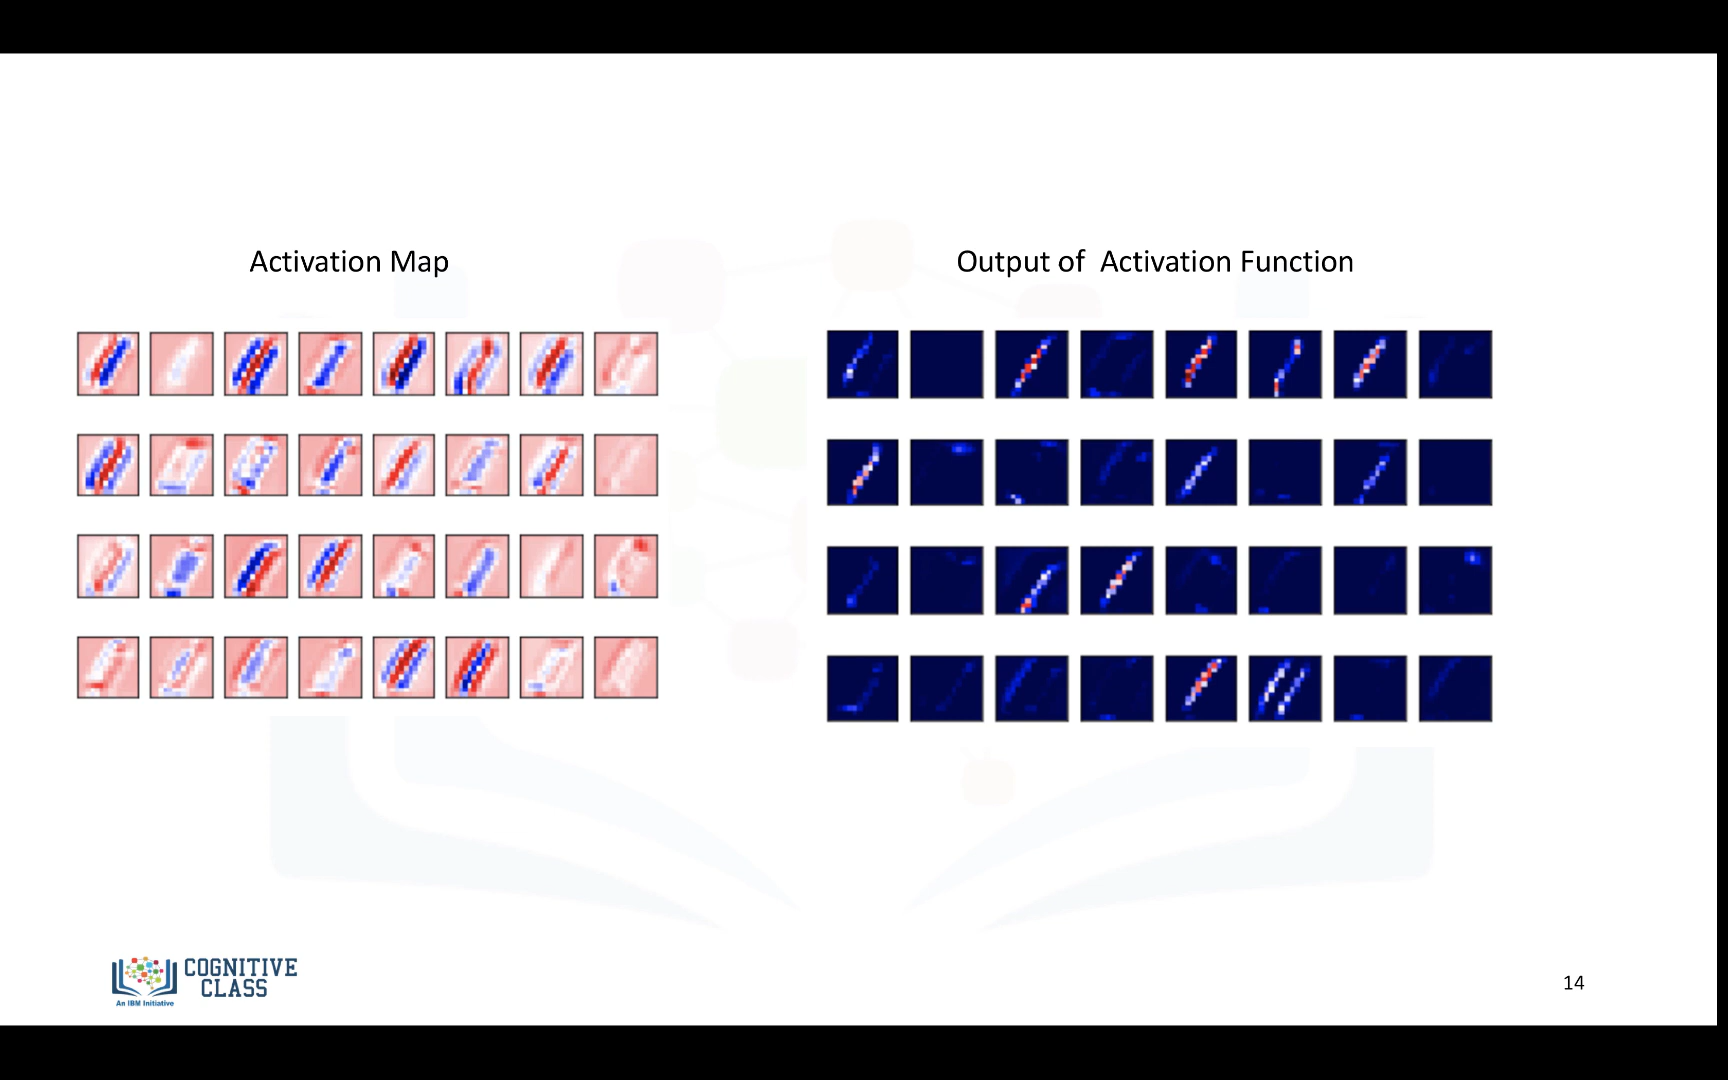 Activation Map
Output of  Activation Function
COGNITIVE
CLASS
An IBM Initiative
14